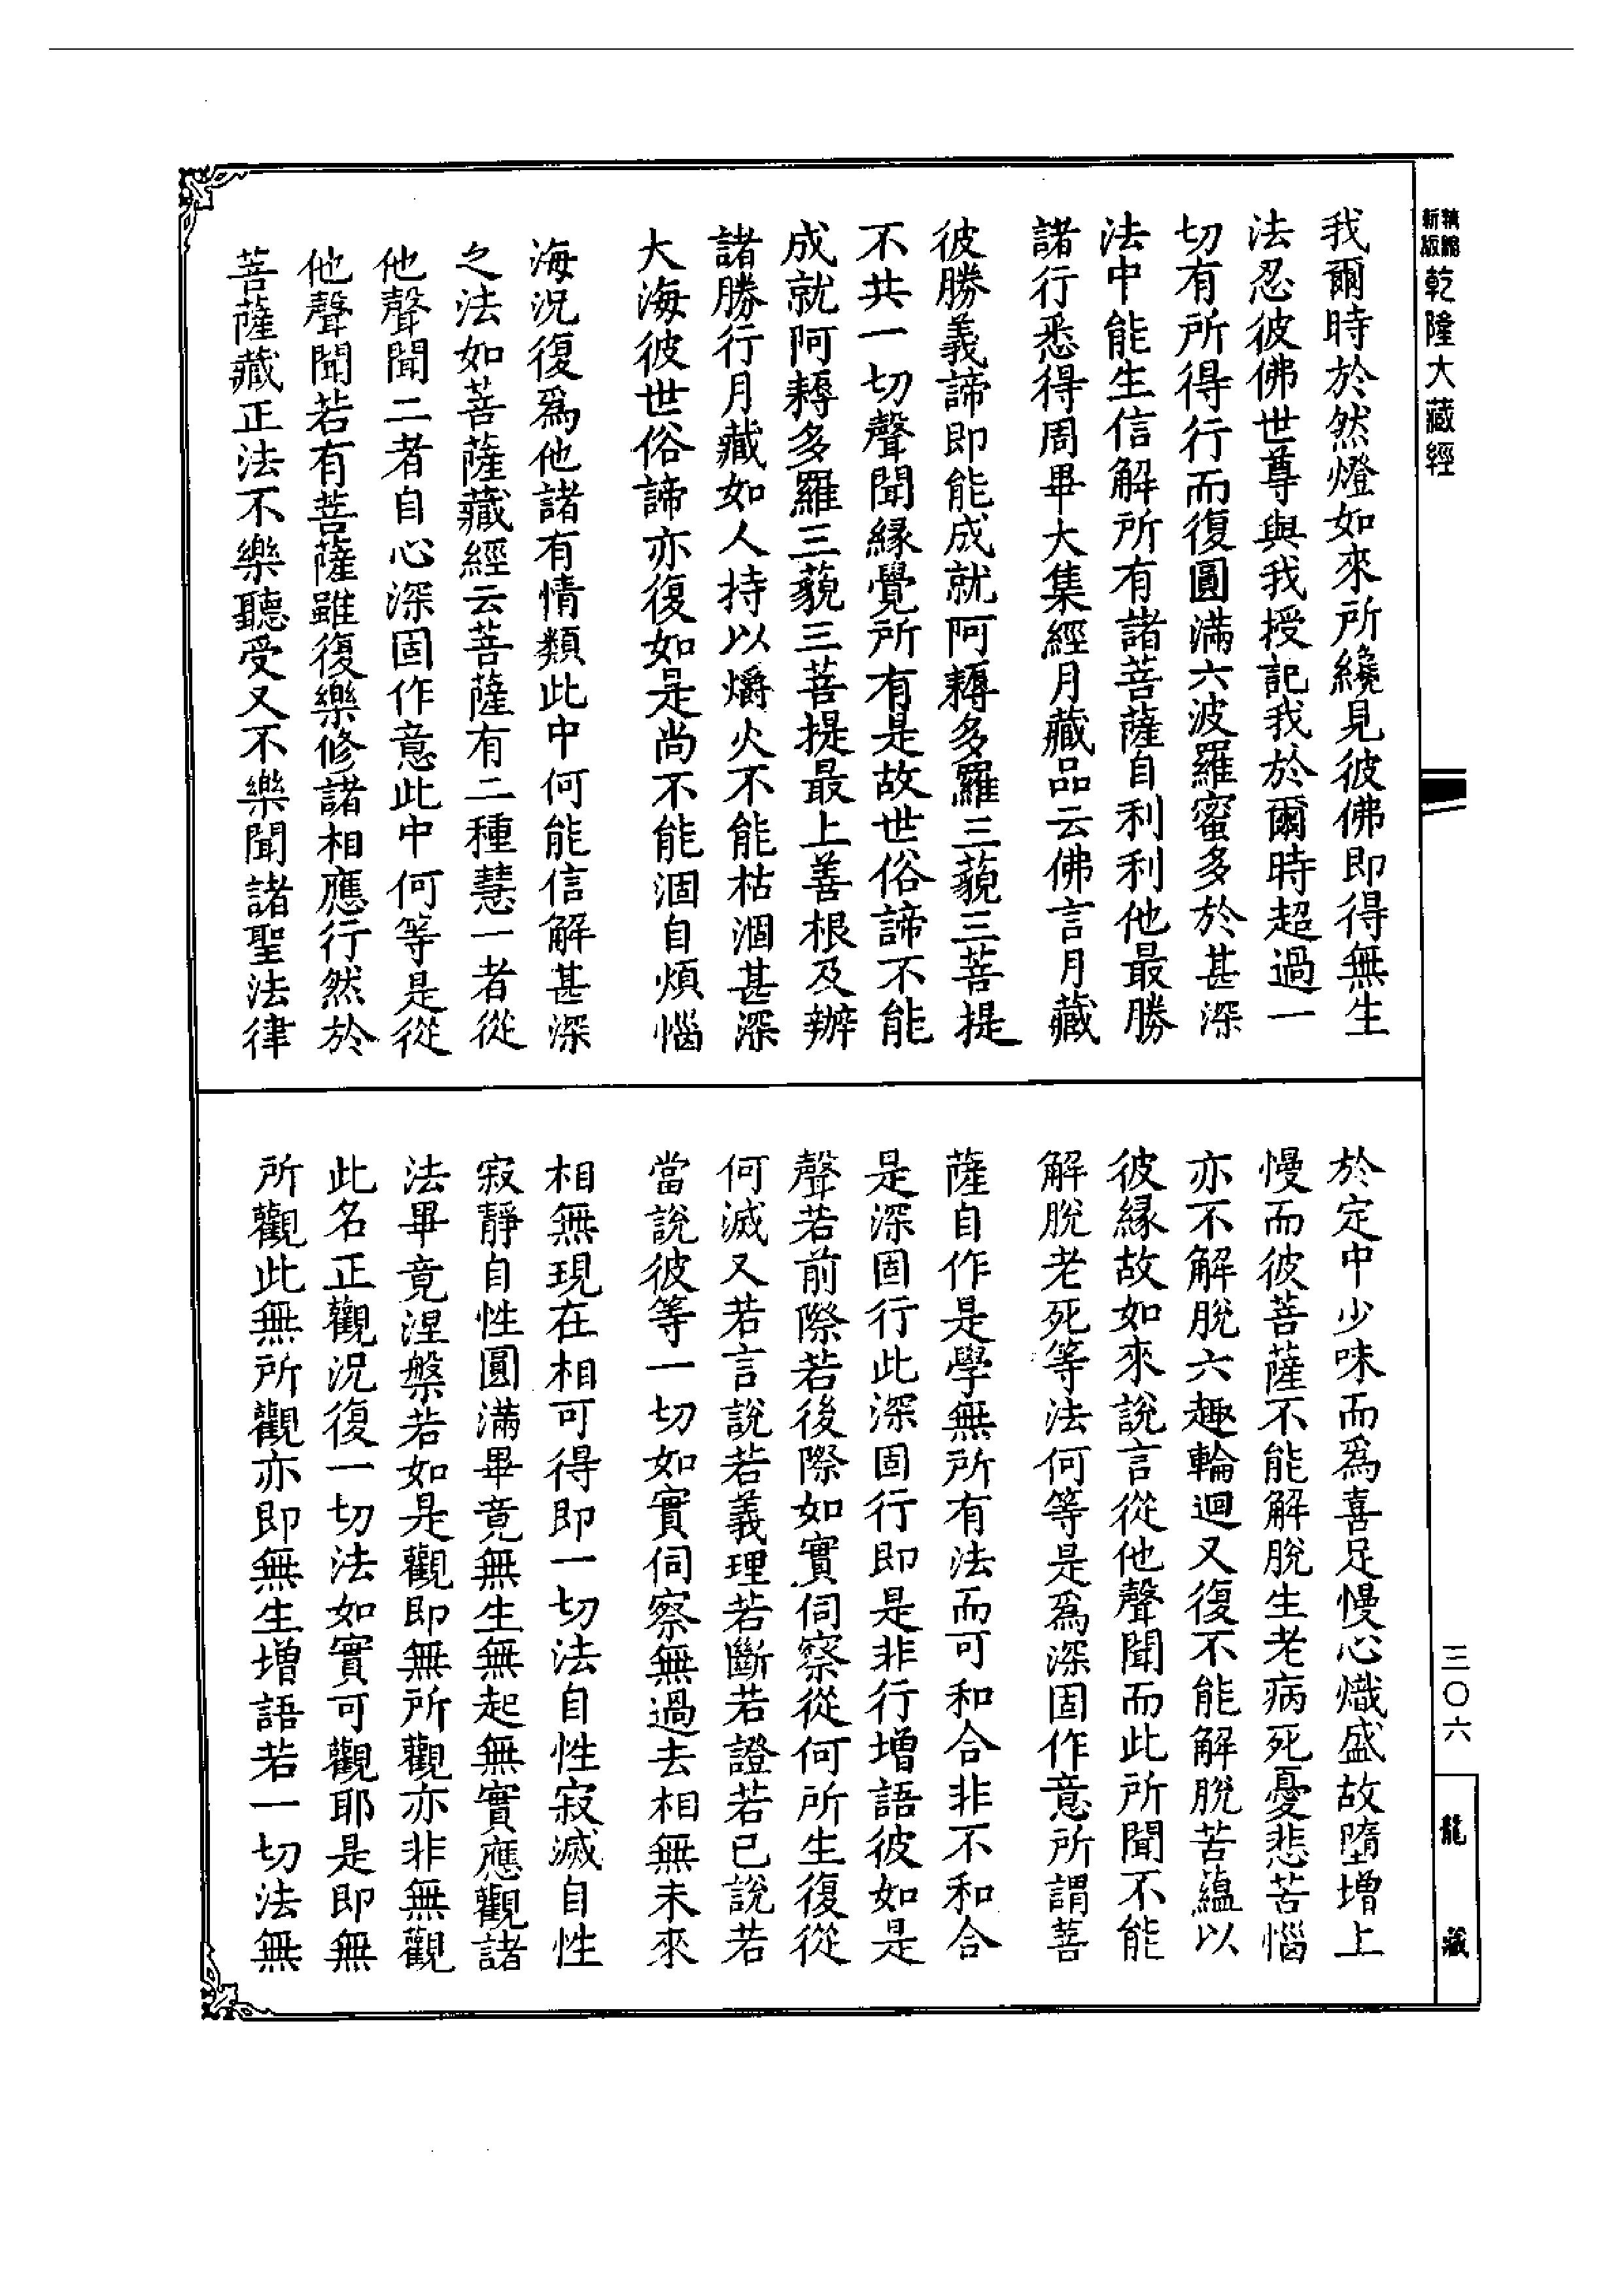 新編
新版
乾隆大藏經
我爾時於然燈如來所纔見彼佛即得無生
法忍彼佛世尊與我授記我於爾時超過一
切有所得行而復圓滿六波羅蜜多於甚深
法中能生信解所有諸菩薩自利利他最勝
諸行悉得周畢大集經月藏品云佛言月藏
彼勝義諦即能成就阿耨多羅三藐三菩提
不共一切聲聞緣覺所有是故世俗諦不能
成就阿耨多羅三藐三菩提最上善根及辦
諸勝行月藏如人持以爝火不能枯涸甚深
大海彼世俗諦亦復如是尚不能涸自煩惱
海況復爲他諸有情類此中何能信解甚深
之法如菩薩藏經云菩薩有二種慧一者從
他聲聞二者自心深固作意此中何等是從
他聲聞若有菩薩雖復樂修諸相應行然於
菩薩藏正法不樂聽受又不樂聞諸聖法律
於定中少味而爲喜足慢心熾盛故墮增上
慢而彼菩薩不能解脫生老病死憂悲苦惱
亦不解脫六趣輪迴又復不能解脫苦蘊以
彼緣故如來說言從他聲聞而此所聞不能
解脫老死等法何等是爲深固作意所謂菩
薩自作是學無所有法而可和合非不和合
是深固行此深固行即是非行增語彼如是
聲若前際若後際如實伺察從何所生復從
何滅又若言說若義理若斷若證若已說若
當說彼等一切如實伺察無過去相無未來
相無現在相可得即一切法自性寂滅自性
寂靜自性圓滿畢竟無生無起無實應觀諸
法畢竟涅槃若如是觀即無所觀亦非無觀
此名正觀況復一切法如實可觀耶是即無
所觀此無所觀亦即無生增語若一切法無
三〇六
龍藏